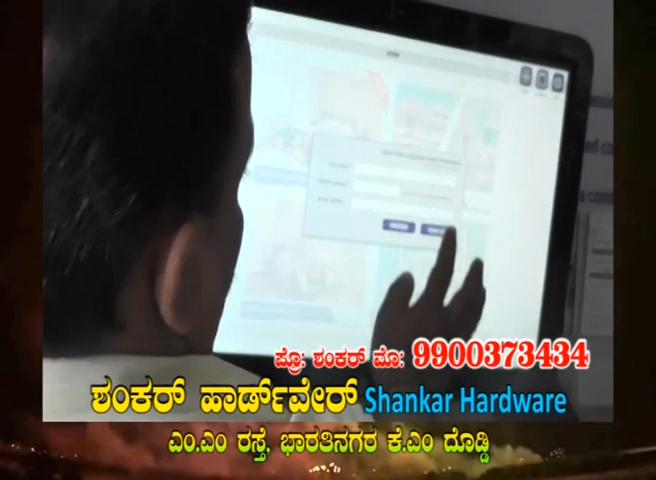 ಪ್ರೊ: ಶಂಕರ್ ಮೊ: 9900373434
ಶಂಕರ್ ಹಾರ್ಡ್‌ವೇರ್ Shankar Hardware
ಎಂ.ಎಂ ರಸ್ತೆ, ಭಾರತಿನಗರ ಕೆ.ಎಂ ದೊಡ್ಡಿ